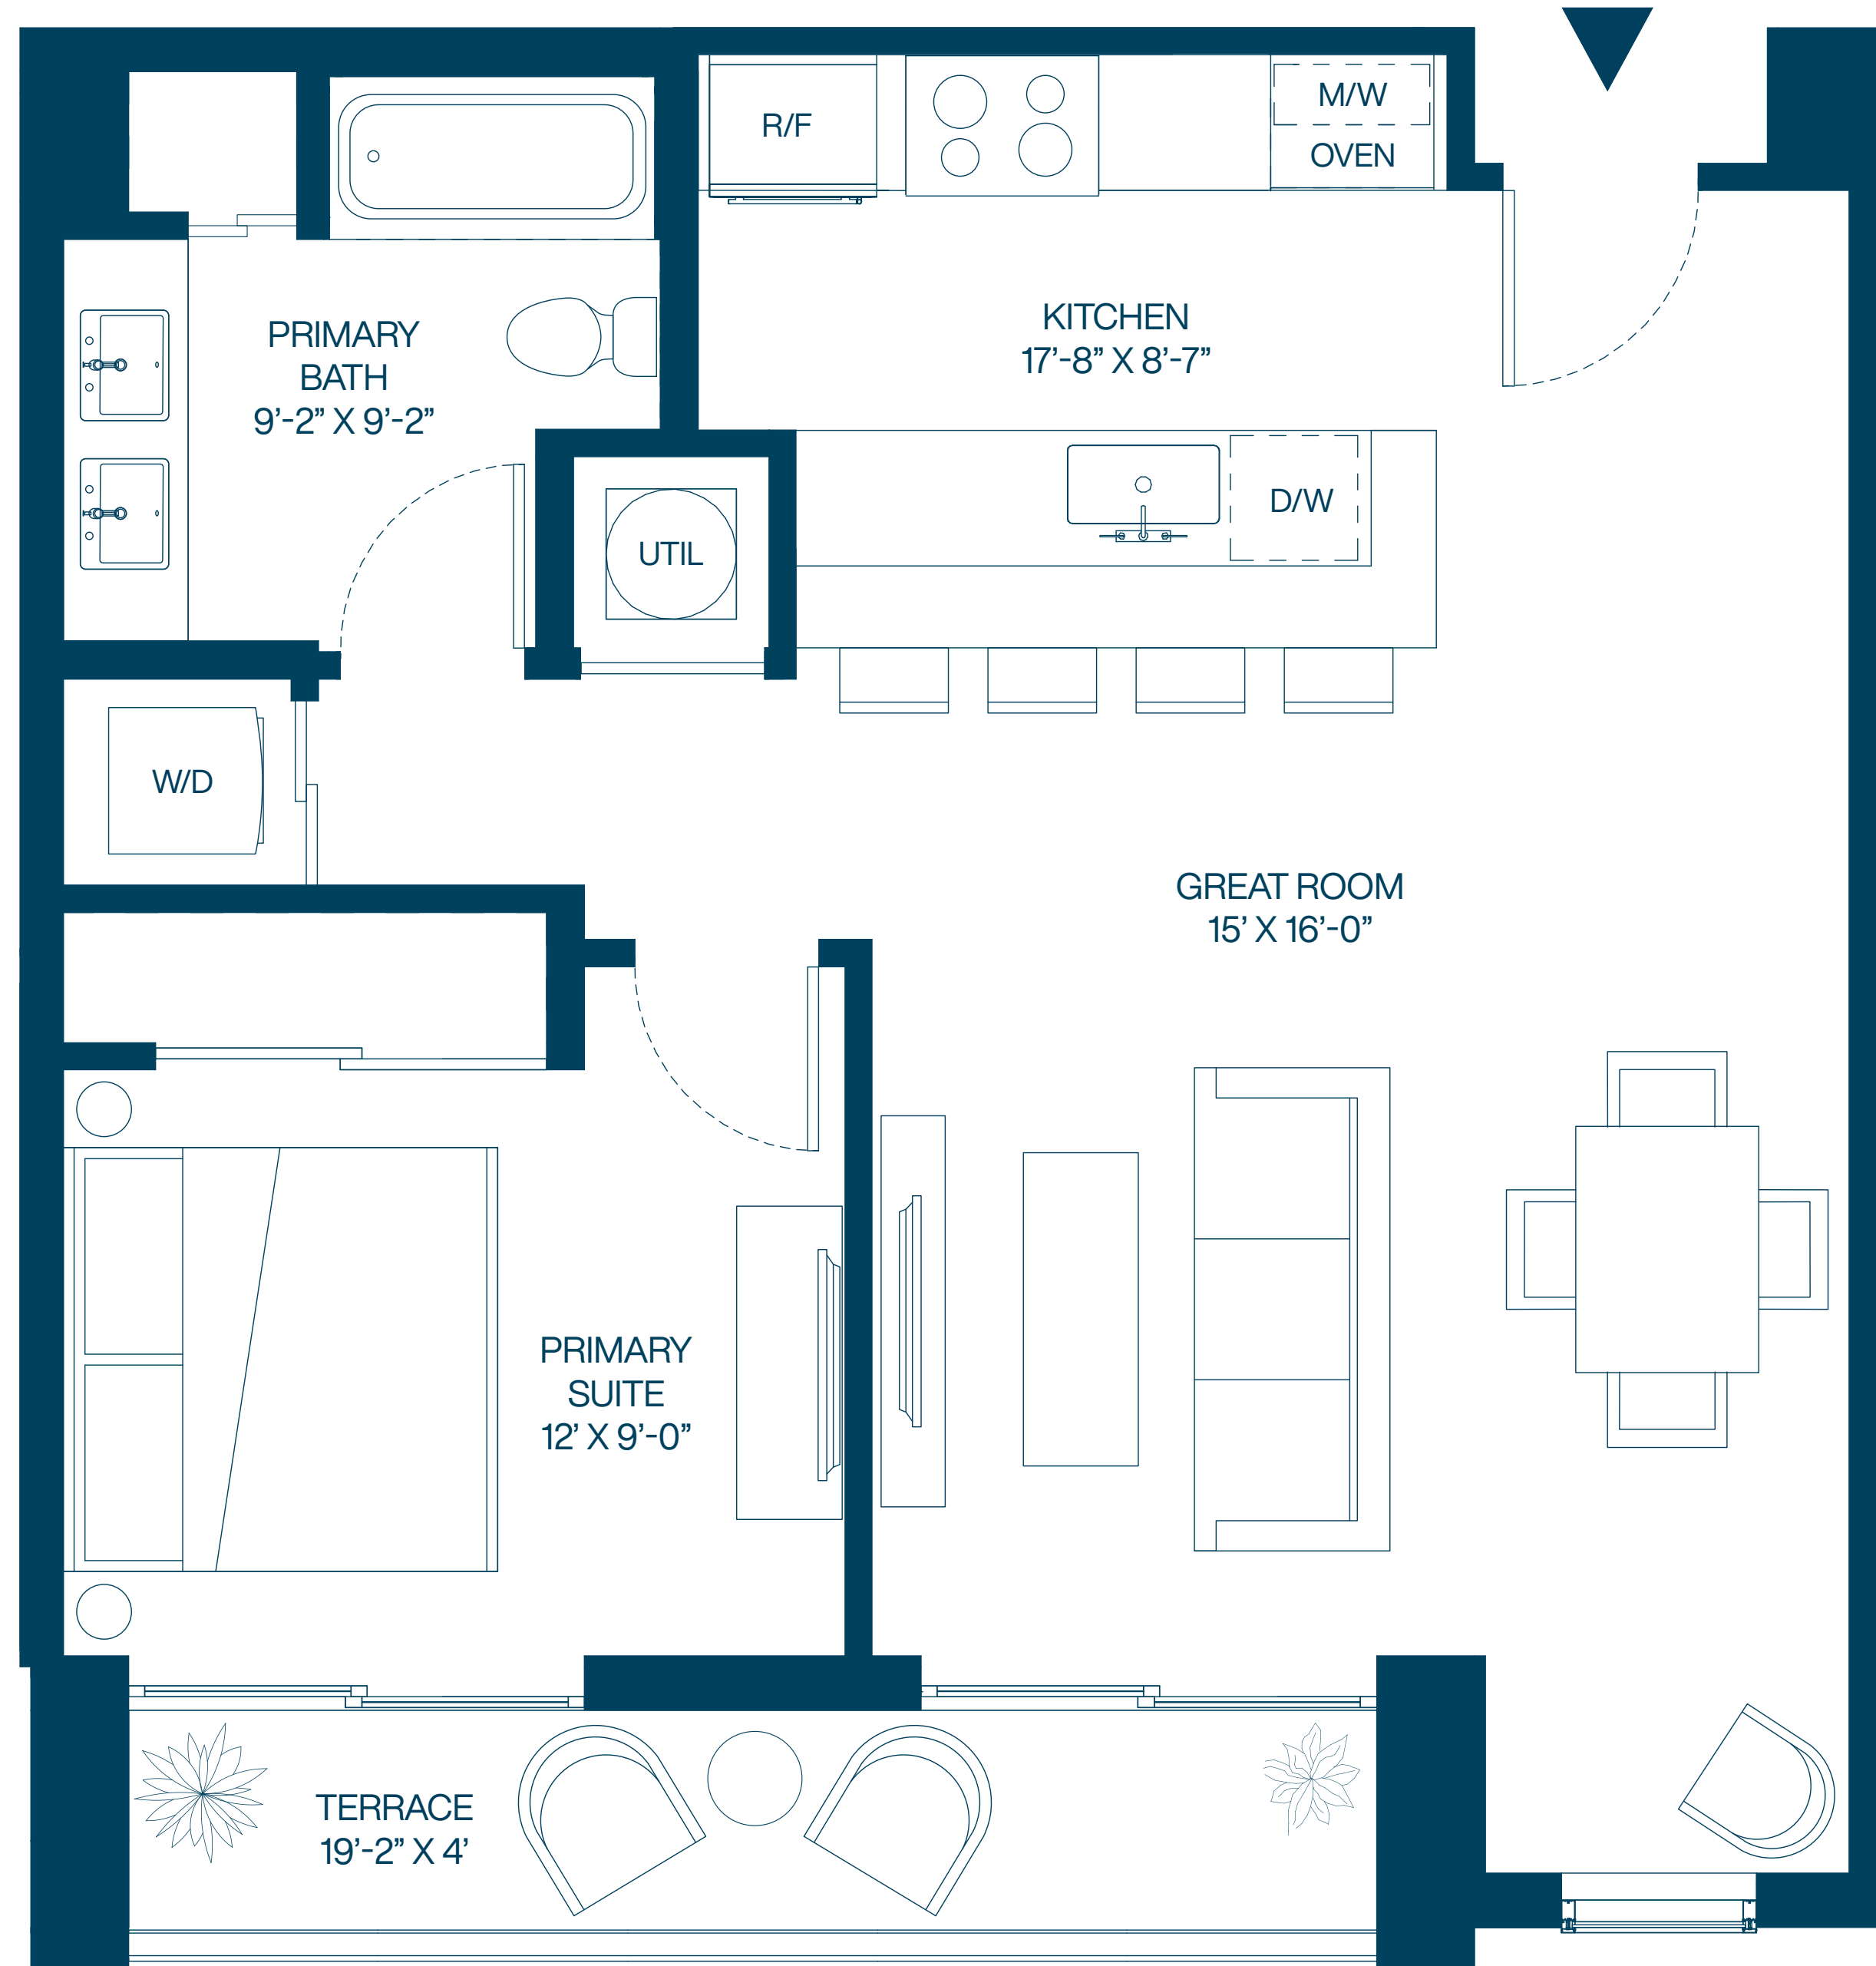 R/F
M/W
OVEN
PRIMARY
BATH
9’-2” X 9’-2”
KITCHEN
17’-8” X 8’-7”
D/W
UTIL
W/D
GREAT ROOM
15’ X 16’-0”
PRIMARY
SUITE
12’ X 9’-0”
TERRACE
19’-2” X 4’